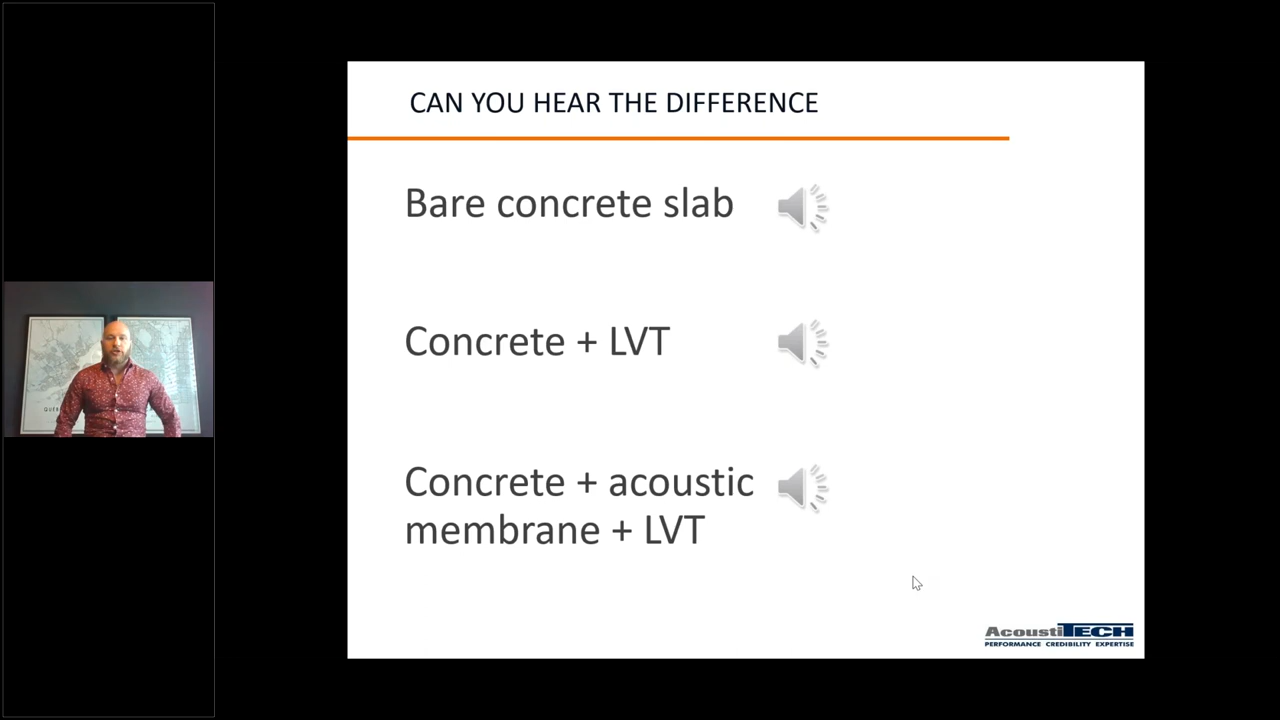 CAN YOU HEAR THE DIFFERENCE
Bare concrete slab
Concrete + LVT
Concrete + acoustic
membrane + LVT
AcoustiTECH
PERFORMANCE CREDIBILITY EXPERTISE